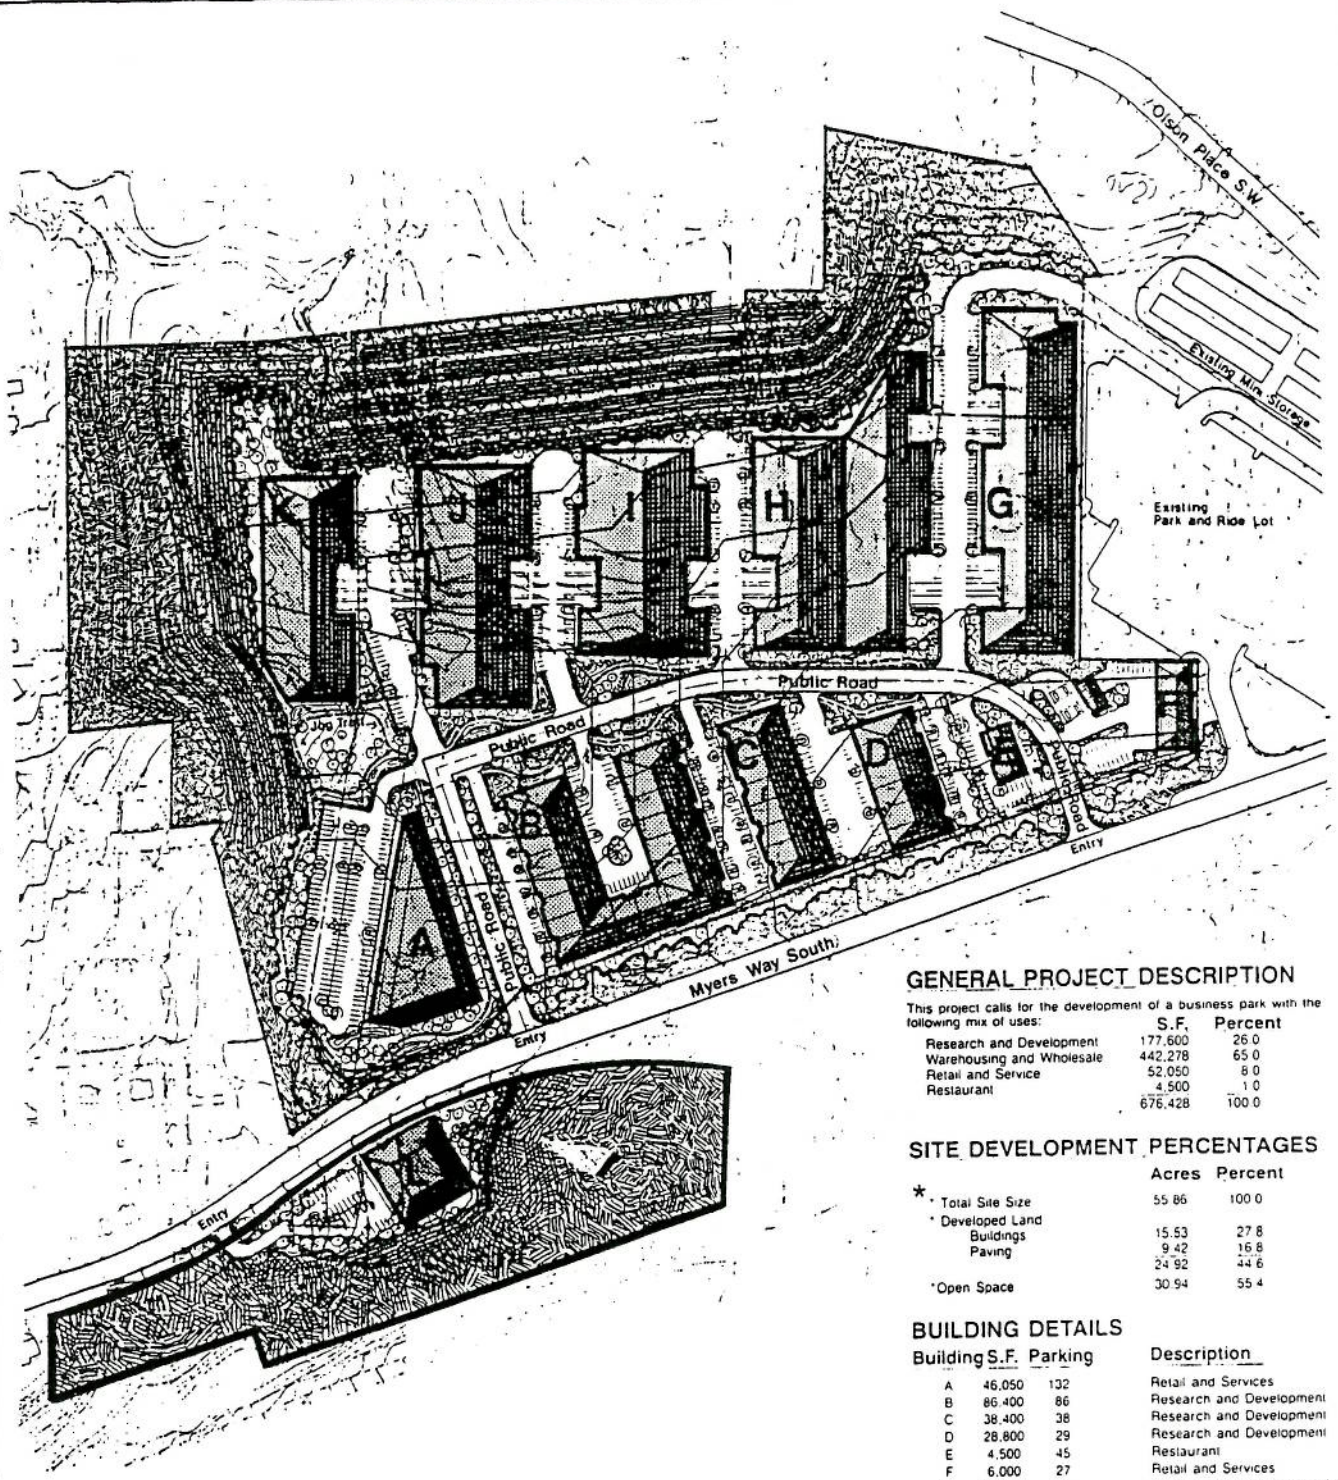 Olson Place S.W.
Existing Mini Storage
Existing
Park and Ride Lot
K
J
I
H
G
Public Road
Jog Trail
Public Road
C
D
E
Public Road
B
Public Road
A
Entry
Myers Way South
Entry
L
Entry
GENERAL PROJECT DESCRIPTION
This project calls for the development of a business park with the
following mix of uses:
S.F. Percent
Research and Development 177,600 26.0
Warehousing and Wholesale 442,278 65.0
Retail and Service 52,050 8.0
Restaurant 4,500 1.0
676,428 100.0
SITE DEVELOPMENT PERCENTAGES
Acres Percent
* * Total Site Size 55.86 100.0
* Developed Land
Buildings 15.53 27.8
Paving 9.42 16.8
24.92 44.6
*Open Space 30.94 55.4
BUILDING DETAILS
Building S.F. Parking Description
A 46,050 132 Retail and Services
B 86,400 86 Research and Development
C 38,400 38 Research and Development
D 28,800 29 Research and Development
E 4,500 45 Restaurant
F 6,000 27 Retail and Services